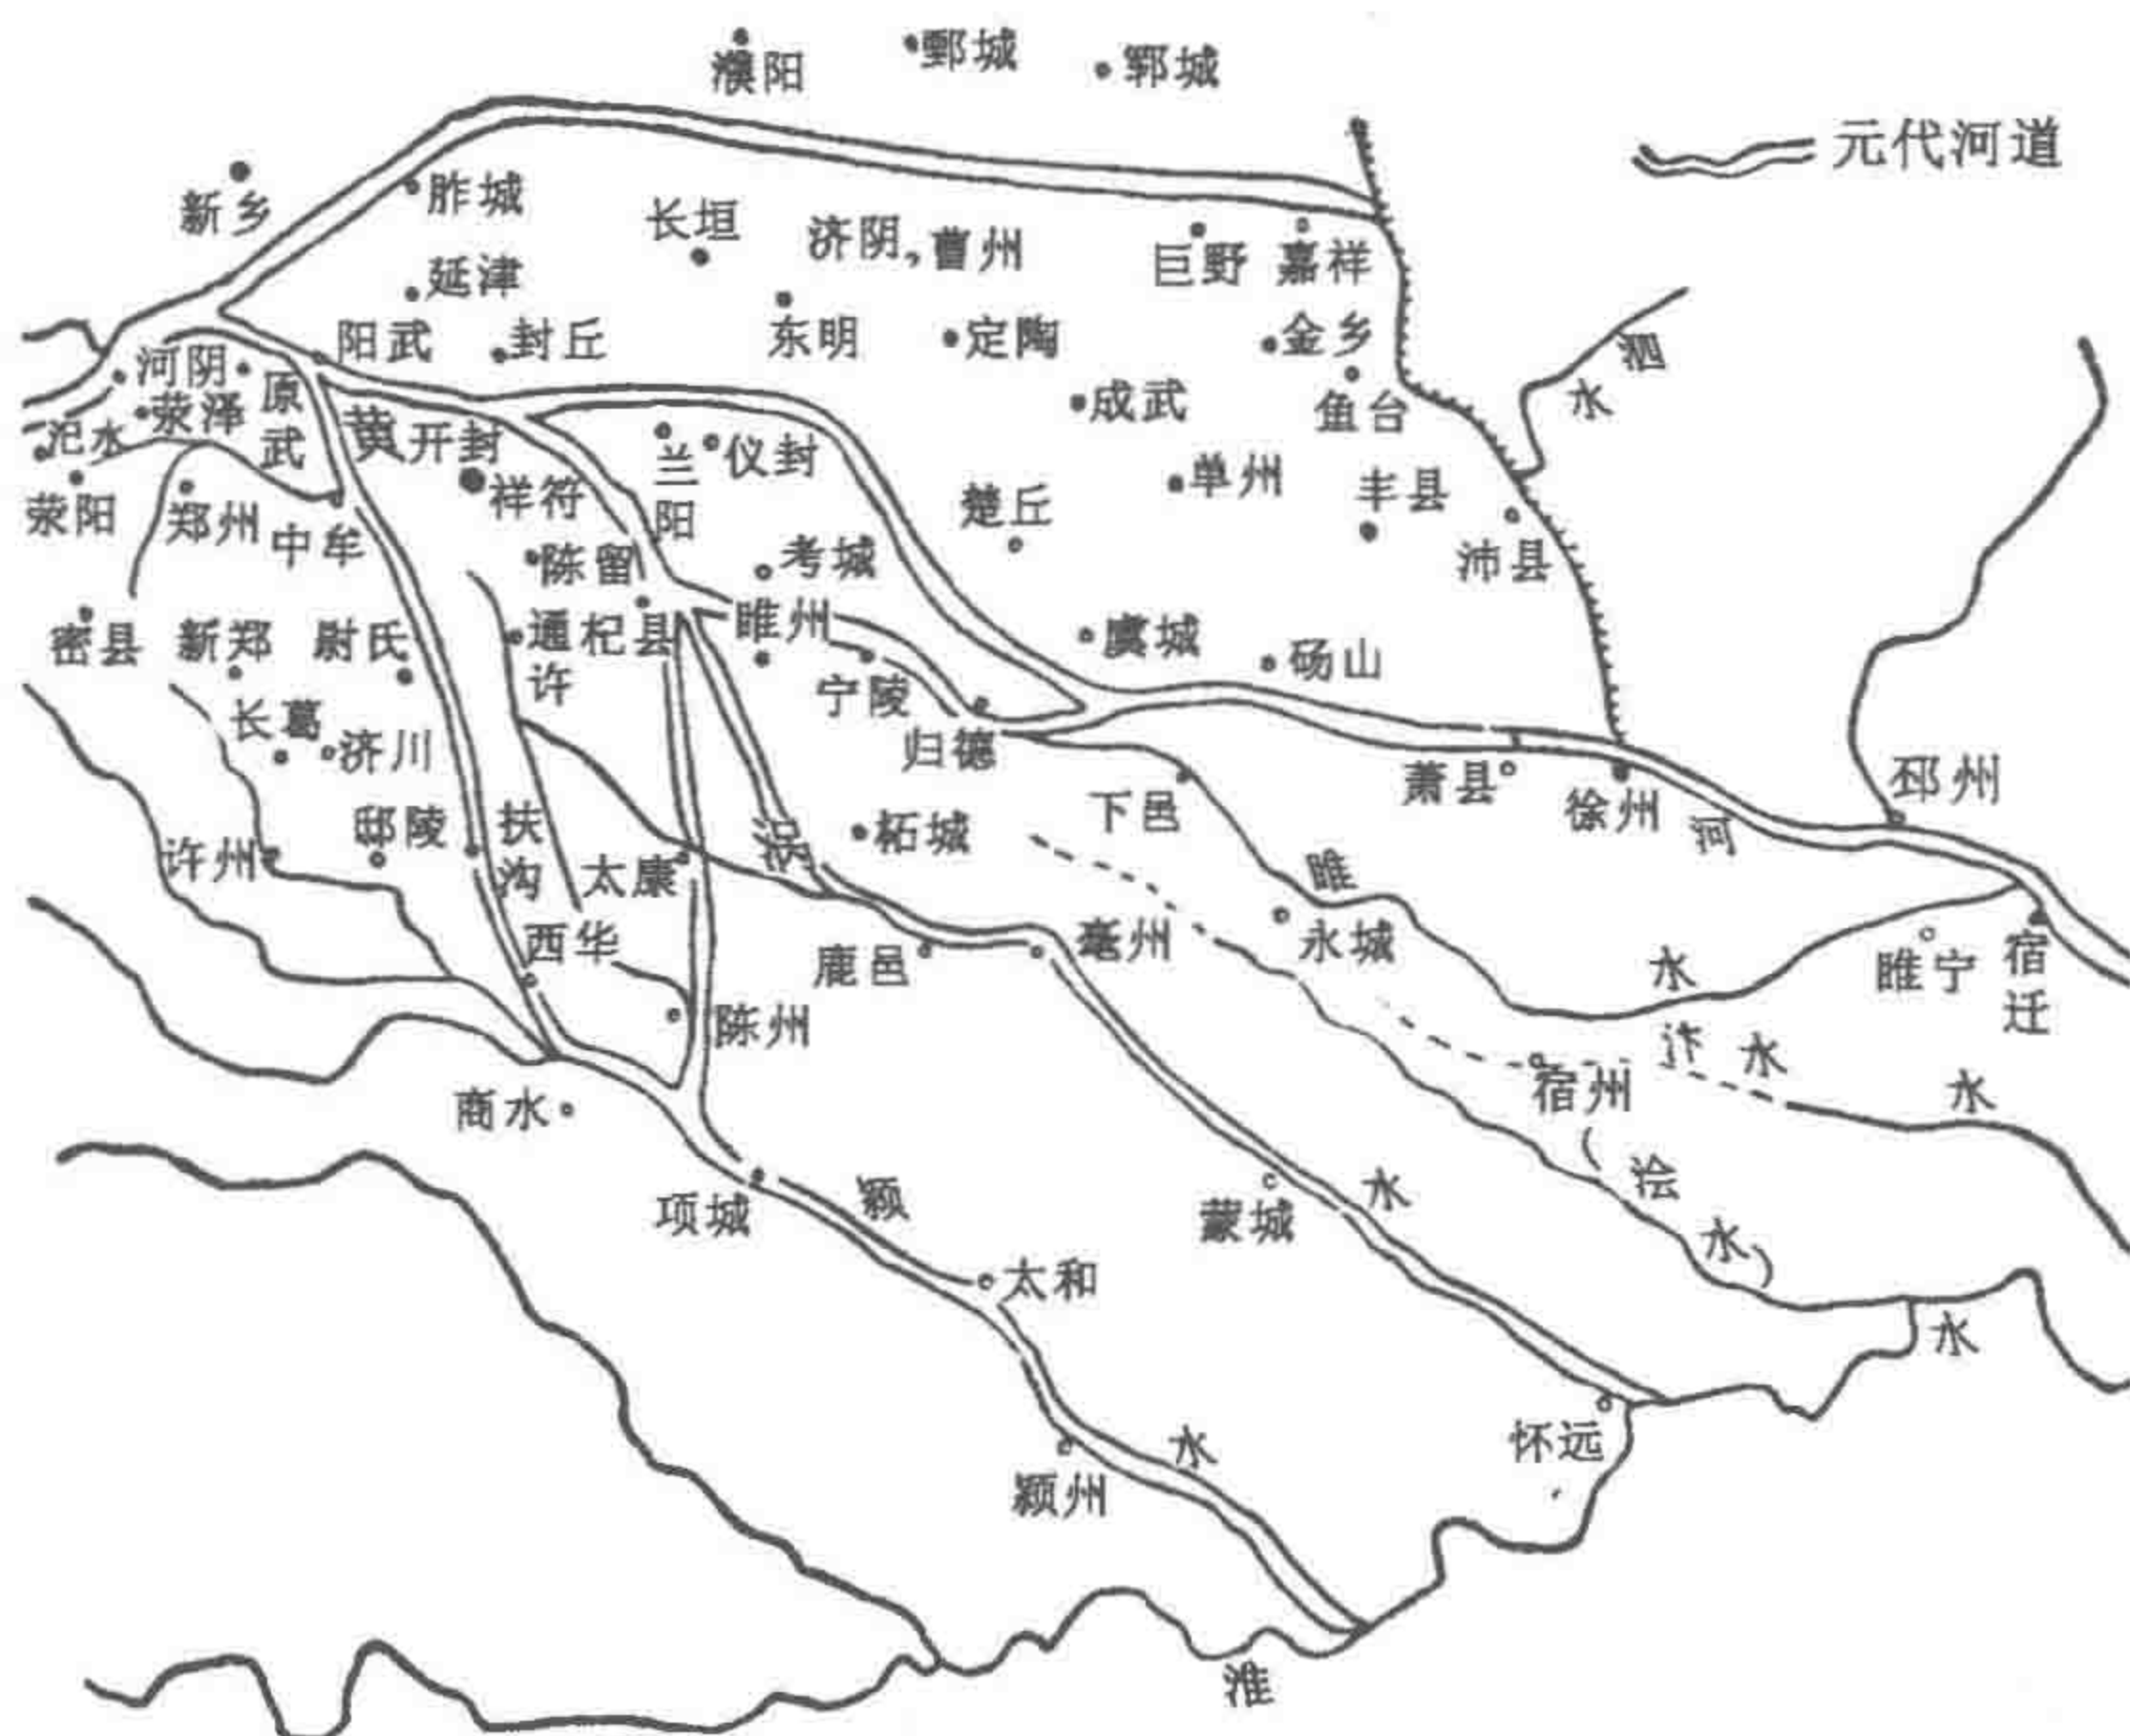 濮阳
鄄城
郓城
元代河道
新乡
胙城
长垣
济阴
曹州
巨野
嘉祥
延津
阳武
封丘
东明
定陶
金乡
泗水
河阴
原武
荥泽
黄
开封
兰阳
仪封
成武
鱼台
汜水
荥阳
郑州
中牟
祥符
楚丘
单州
丰县
陈留
考城
沛县
密县
新郑
尉氏
通许
杞县
睢州
虞城
砀山
宁陵
长葛
济川
归德
萧县
徐州
河
邳州
许州
鄢陵
扶沟
太康
涡
柘城
下邑
睢
永城
水
西华
鹿邑
亳州
睢宁
宿迁
陈州
汴水
商水
宿州
水
项城
颍
蒙城
水
浍
水
太和
水
怀远
水
颍州
淮